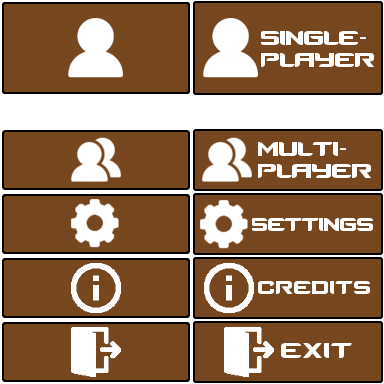 SINGLE-
PLAYER
MULTI-
PLAYER
SETTINGS
CREDITS
EXIT